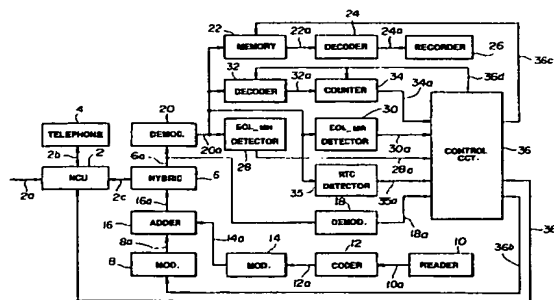 24
22 22a 24a
MEMORY DECODER RECORDER
32 26 36c
32a 34 34a 36d
DECODER COUNTER
4 20
TELEPHONE DEMOD. EOL_MH DETECTOR EOL_MR DETECTOR 30
20a 30a CONTROL CCT.
2b 2 6a 28 28a 36
NCU HYBRID 6 RTC DETECTOR
2a 2c 35 35a
16a 18
16 ADDER DEMOD. 18a 36
8a 14a 14 12 10 36b
8 MOD. MOD. CODER READER
12a 10a